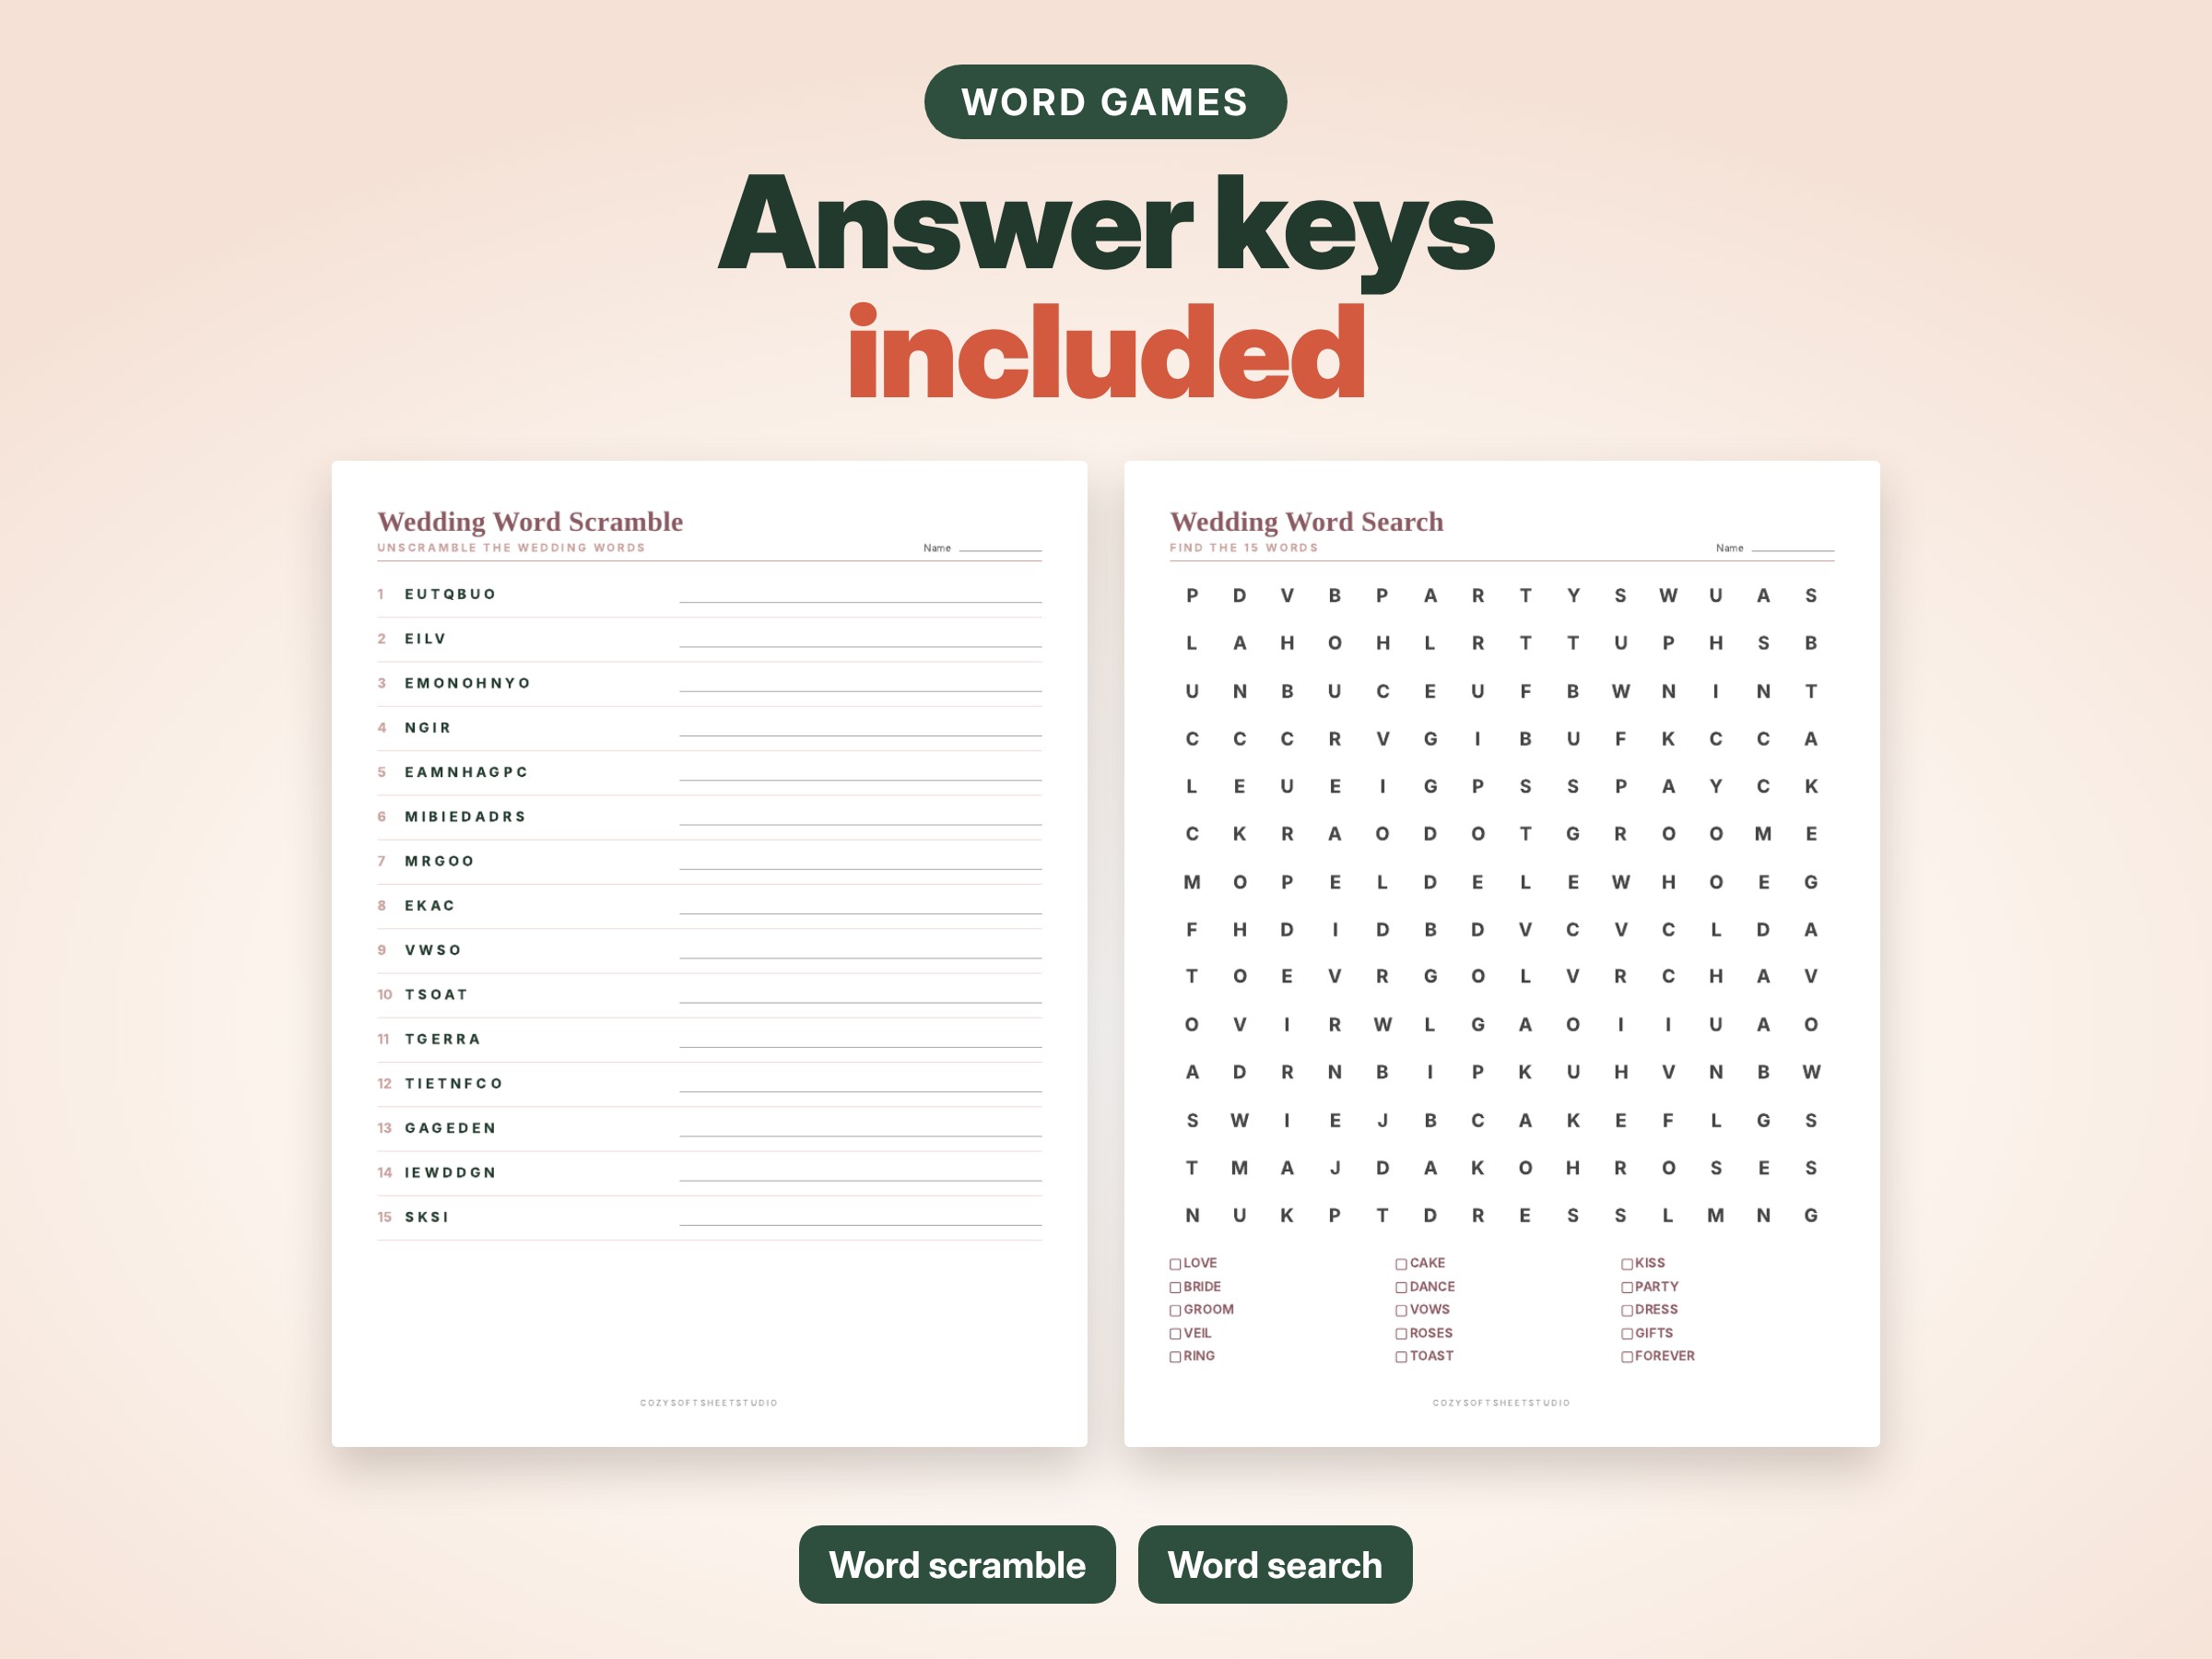 WORD GAMES
Answer keys
included
Wedding Word Scramble
UNSCRAMBLE THE WEDDING WORDS
Name
1 EUTQBUO
2 EILV
3 EMONOHNYO
4 NGIR
5 EAMNHAGPC
6 MIBIEDADRS
7 MRGOO
8 EKAC
9 VWSO
10 TSOAT
11 TGERRA
12 TIETNFCO
13 GAGEDEN
14 IEWDDGN
15 SKSI
COZYSOFTSHEETSTUDIO
Wedding Word Search
FIND THE 15 WORDS
Name
P D V B P A R T Y S W U A S
L A H O H L R T T U P H S B
U N B U C E U F B W N I N T
C C C R V G I B U F K C C A
L E U E I G P S S P A Y C K
C K R A O D O T G R O O M E
M O P E L D E L E W H O E G
F H D I D B D V C V C L D A
T O E V R G O L V R C H A V
O V I R W L G A O I I U A O
A D R N B I P K U H V N B W
S W I E J B C A K E F L G S
T M A J D A K O H R O S E S
N U K P T D R E S S L M N G
LOVE CAKE KISS
BRIDE DANCE PARTY
GROOM VOWS DRESS
VEIL ROSES GIFTS
RING TOAST FOREVER
COZYSOFTSHEETSTUDIO
Word scramble
Word search